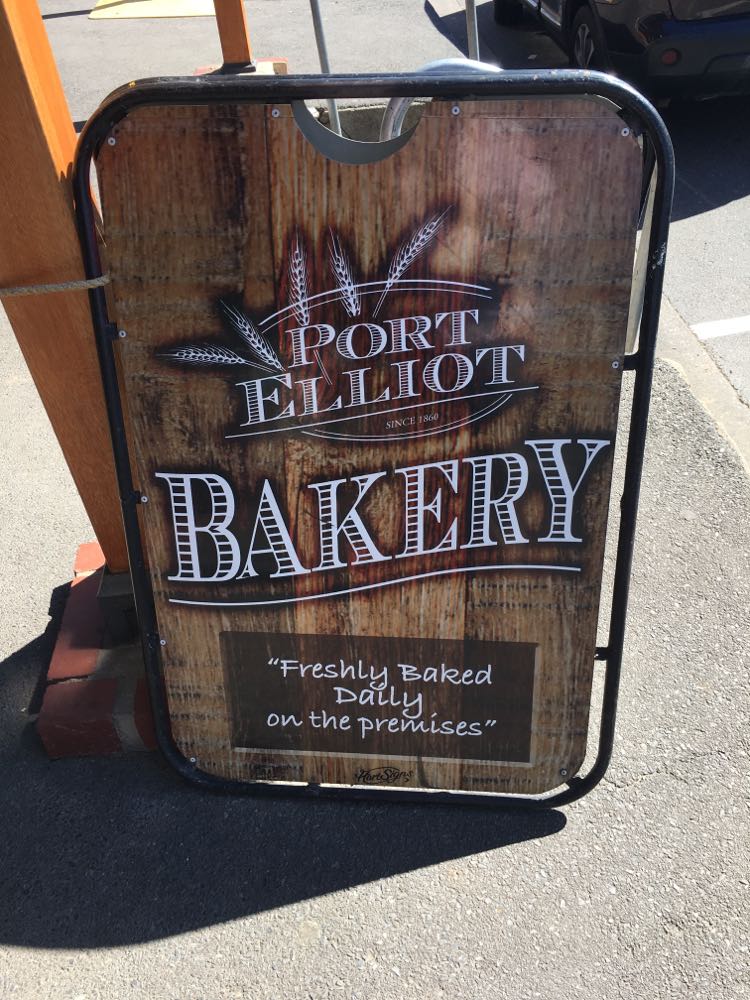 PORT
ELLIOT
SINCE 1860
BAKERY
“Freshly Baked
Daily
on the premises”